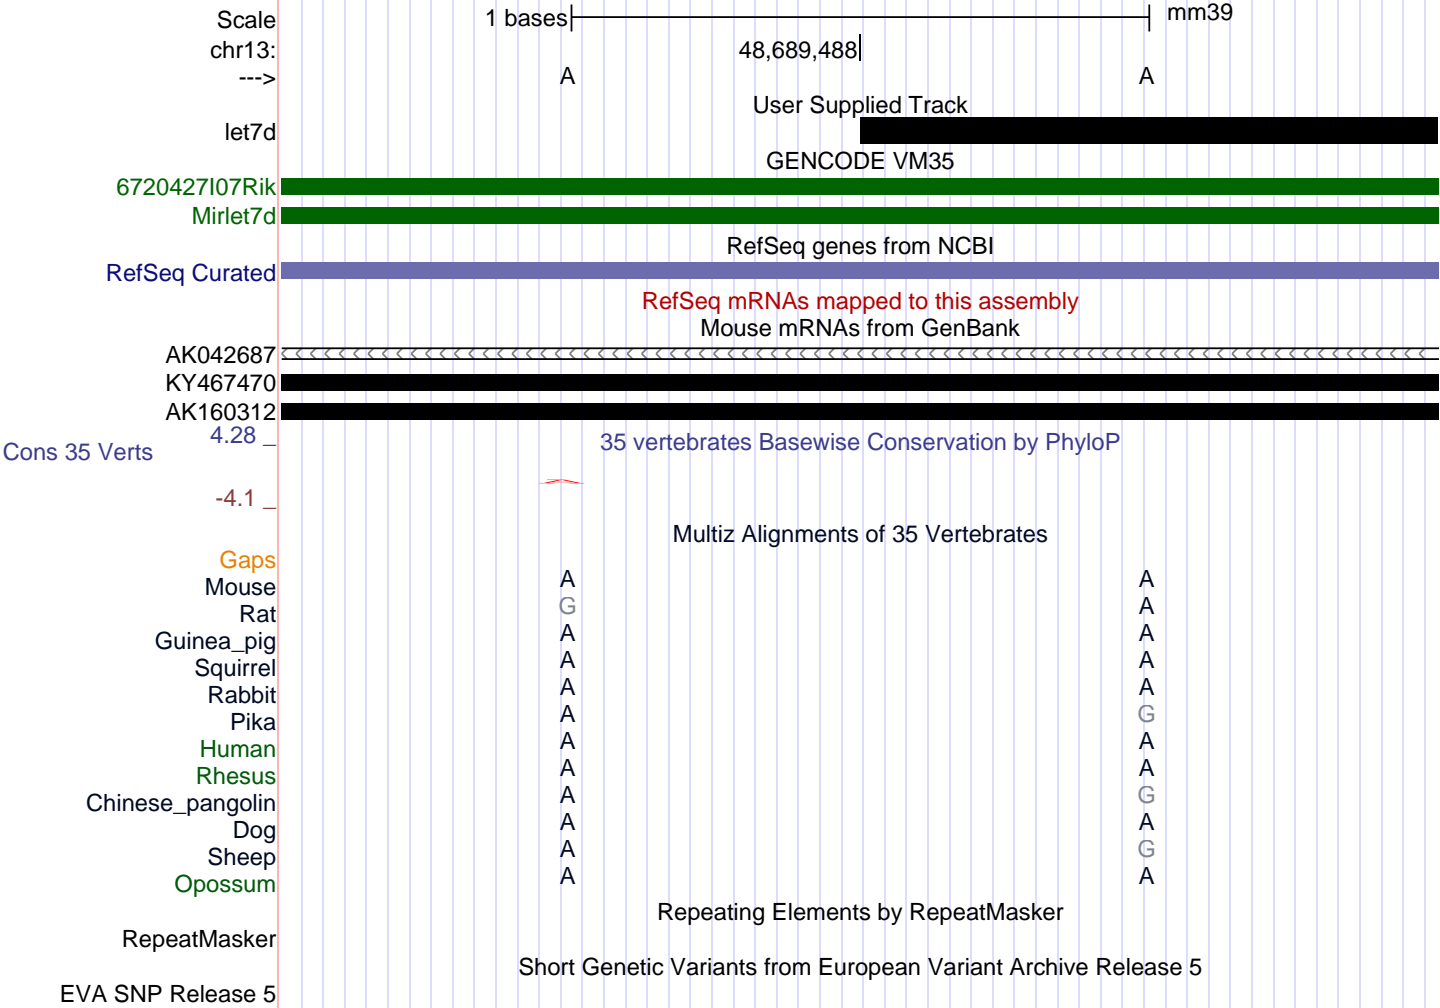 Scale 1 bases mm39
chr13: 48,689,488
---> A A
User Supplied Track
let7d
GENCODE VM35
6720427I07Rik
Mirlet7d
RefSeq genes from NCBI
RefSeq Curated
RefSeq mRNAs mapped to this assembly
Mouse mRNAs from GenBank
AK042687
KY467470
AK160312
4.28 _
35 vertebrates Basewise Conservation by PhyloP
Cons 35 Verts
-4.1 _
Multiz Alignments of 35 Vertebrates
Gaps
Mouse A A
Rat G A
Guinea_pig A A
Squirrel A A
Rabbit A A
Pika A G
Human A A
Rhesus A A
Chinese_pangolin A G
Dog A A
Sheep A G
Opossum A A
Repeating Elements by RepeatMasker
RepeatMasker
Short Genetic Variants from European Variant Archive Release 5
EVA SNP Release 5